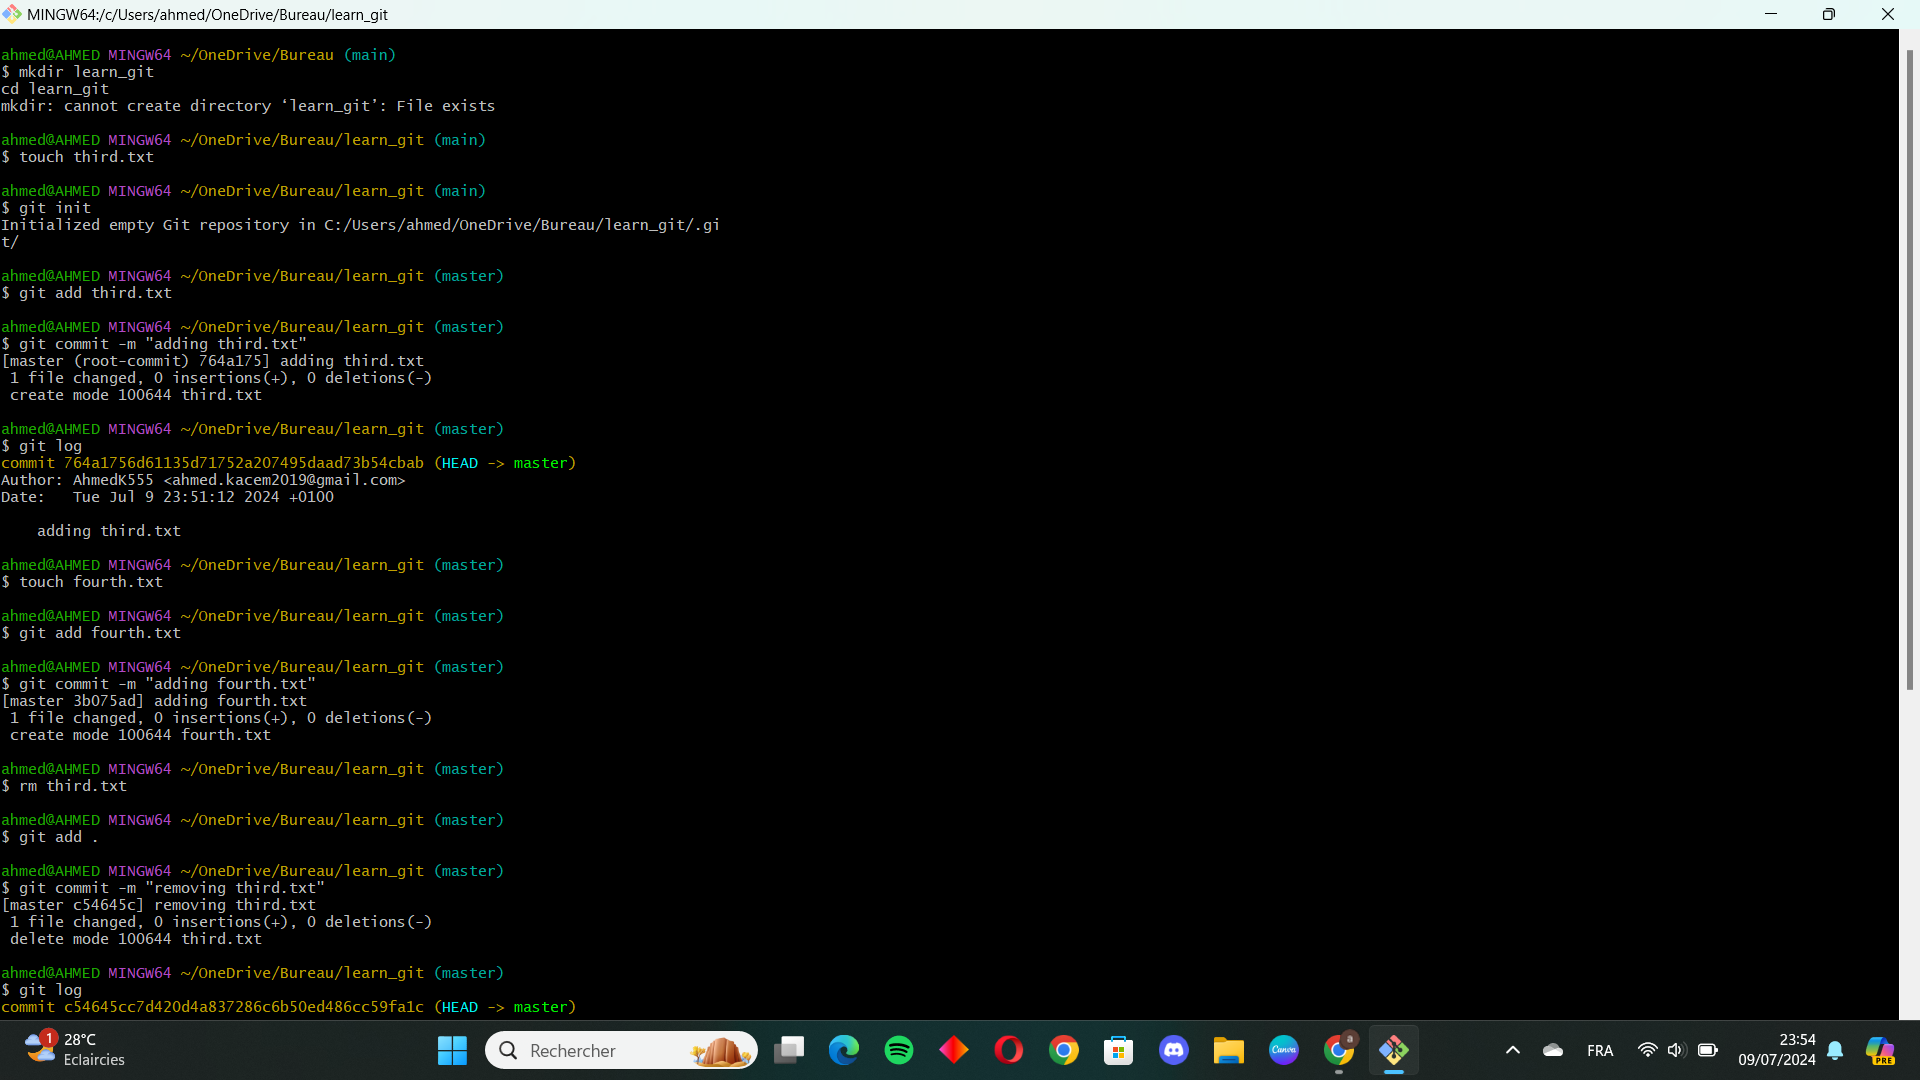 MINGW64:/c/Users/ahmed/OneDrive/Bureau/learn_git
ahmed@AHMED MINGW64 ~/OneDrive/Bureau (main)
$ mkdir learn_git
cd learn_git
mkdir: cannot create directory ‘learn_git’: File exists
ahmed@AHMED MINGW64 ~/OneDrive/Bureau/learn_git (main)
$ touch third.txt
ahmed@AHMED MINGW64 ~/OneDrive/Bureau/learn_git (main)
$ git init
Initialized empty Git repository in C:/Users/ahmed/OneDrive/Bureau/learn_git/.gi
t/
ahmed@AHMED MINGW64 ~/OneDrive/Bureau/learn_git (master)
$ git add third.txt
ahmed@AHMED MINGW64 ~/OneDrive/Bureau/learn_git (master)
$ git commit -m "adding third.txt"
[master (root-commit) 764a175] adding third.txt
 1 file changed, 0 insertions(+), 0 deletions(-)
 create mode 100644 third.txt
ahmed@AHMED MINGW64 ~/OneDrive/Bureau/learn_git (master)
$ git log
commit 764a1756d61135d71752a207495daad73b54cbab (HEAD -> master)
Author: AhmedK555 <ahmed.kacem2019@gmail.com>
Date:   Tue Jul 9 23:51:12 2024 +0100
    adding third.txt
ahmed@AHMED MINGW64 ~/OneDrive/Bureau/learn_git (master)
$ touch fourth.txt
ahmed@AHMED MINGW64 ~/OneDrive/Bureau/learn_git (master)
$ git add fourth.txt
ahmed@AHMED MINGW64 ~/OneDrive/Bureau/learn_git (master)
$ git commit -m "adding fourth.txt"
[master 3b075ad] adding fourth.txt
 1 file changed, 0 insertions(+), 0 deletions(-)
 create mode 100644 fourth.txt
ahmed@AHMED MINGW64 ~/OneDrive/Bureau/learn_git (master)
$ rm third.txt
ahmed@AHMED MINGW64 ~/OneDrive/Bureau/learn_git (master)
$ git add .
ahmed@AHMED MINGW64 ~/OneDrive/Bureau/learn_git (master)
$ git commit -m "removing third.txt"
[master c54645c] removing third.txt
 1 file changed, 0 insertions(+), 0 deletions(-)
 delete mode 100644 third.txt
ahmed@AHMED MINGW64 ~/OneDrive/Bureau/learn_git (master)
$ git log
commit c54645cc7d420d4a837286c6b50ed486cc59fa1c (HEAD -> master)
1
28°C
Eclaircies
Rechercher
Canva
a
FRA
23:54
09/07/2024
PRE